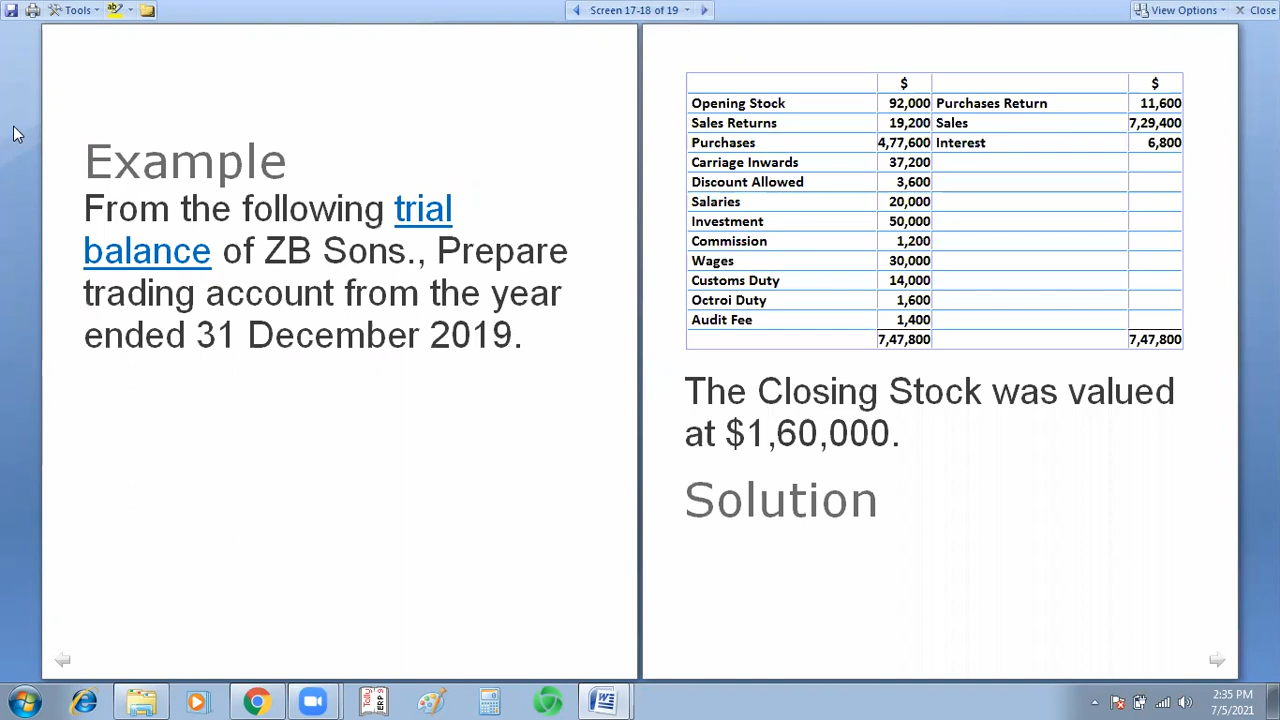 Tools
Screen 17-18 of 19
View Options
Close
Example
From the following trial
balance of ZB Sons., Prepare
trading account from the year
ended 31 December 2019.
$ $
Opening Stock 92,000 Purchases Return 11,600
Sales Returns 19,200 Sales 7,29,400
Purchases 4,77,600 Interest 6,800
Carriage Inwards 37,200
Discount Allowed 3,600
Salaries 20,000
Investment 50,000
Commission 1,200
Wages 30,000
Customs Duty 14,000
Octroi Duty 1,600
Audit Fee 1,400
7,47,800 7,47,800
The Closing Stock was valued
at $1,60,000.
Solution
2:35 PM
7/5/2021